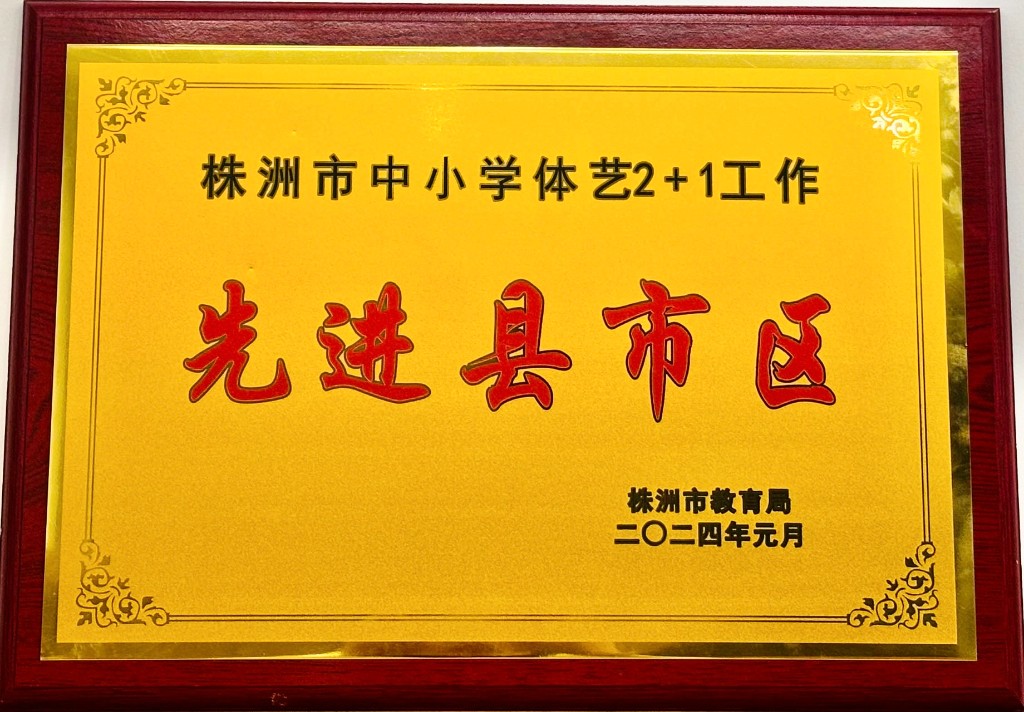 株洲市中小学体艺2+1工作
先进县市区
株洲市教育局
二〇二四年元月